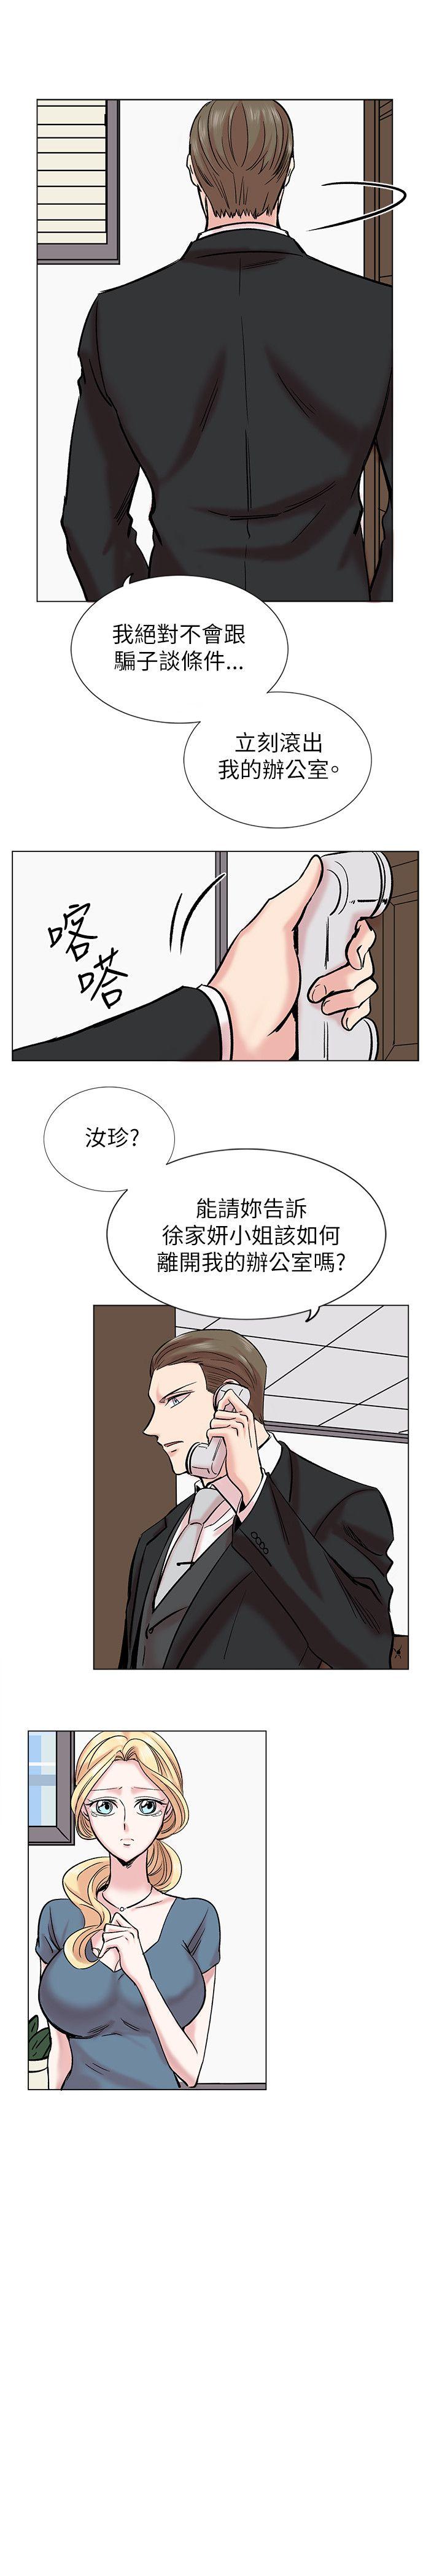 我絕對不會跟
騙子談條件...
立刻滾出
我的辦公室。
喀
嗒
汝珍?
能請妳告訴
徐家妍小姐該如何
離開我的辦公室嗎?